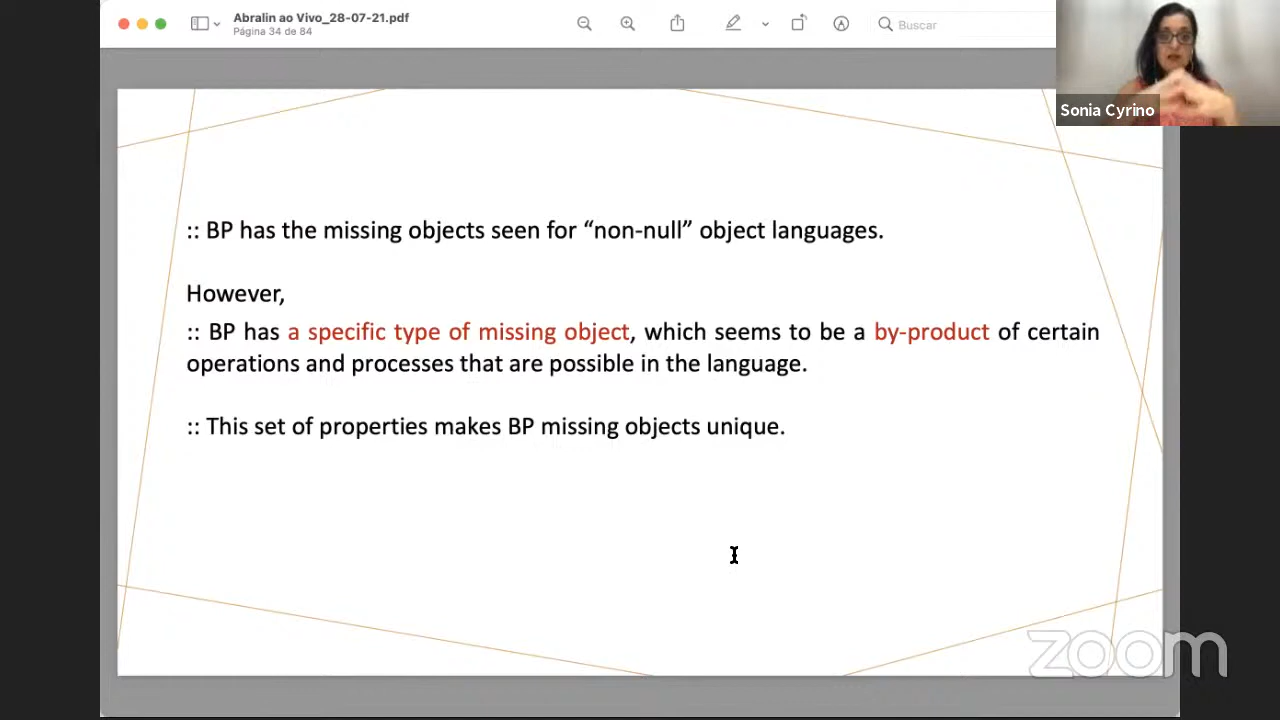 Abralin ao Vivo_28-07-21.pdf
Página 34 de 84
Buscar
Sonia Cyrino
:: BP has the missing objects seen for “non-null” object languages.
However,
:: BP has a specific type of missing object, which seems to be a by-product of certain
operations and processes that are possible in the language.
:: This set of properties makes BP missing objects unique.
zoom